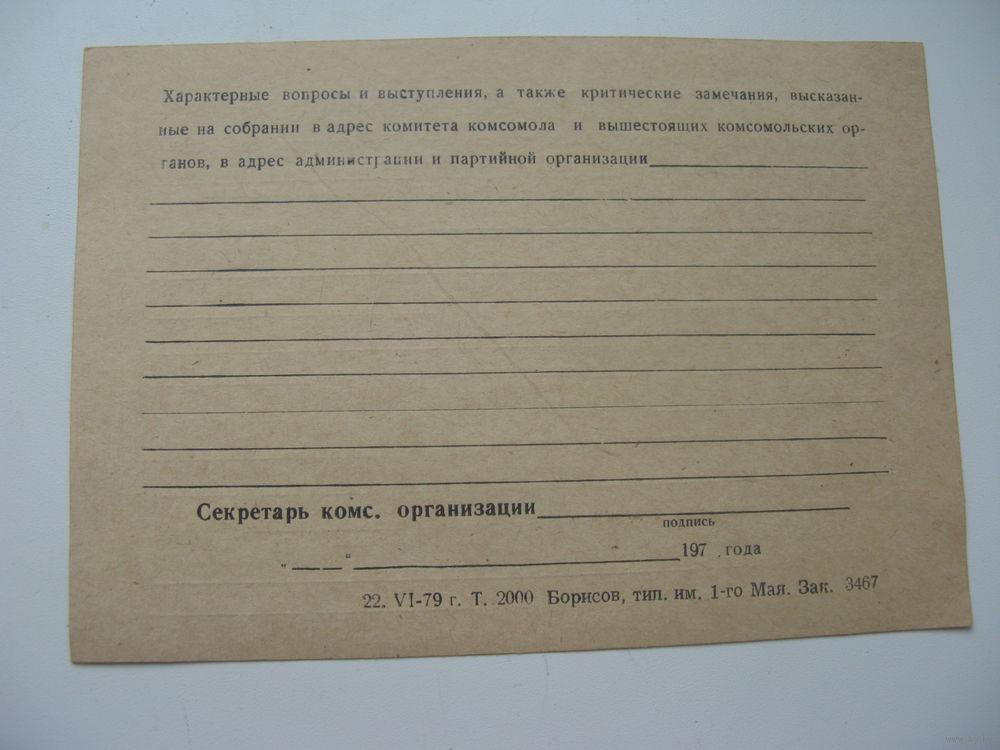 Характерные вопросы и выступления, а также критические замечания, высказан-
ные на собрании в адрес комитета комсомола и вышестоящих комсомольских ор-
ганов, в адрес администрации и партийной организации
Секретарь комс. организации
подпись
„ “ 197 . года
22. VI-79 г. Т. 2000 Борисов, тип. им. 1-го Мая. Зак. 3467